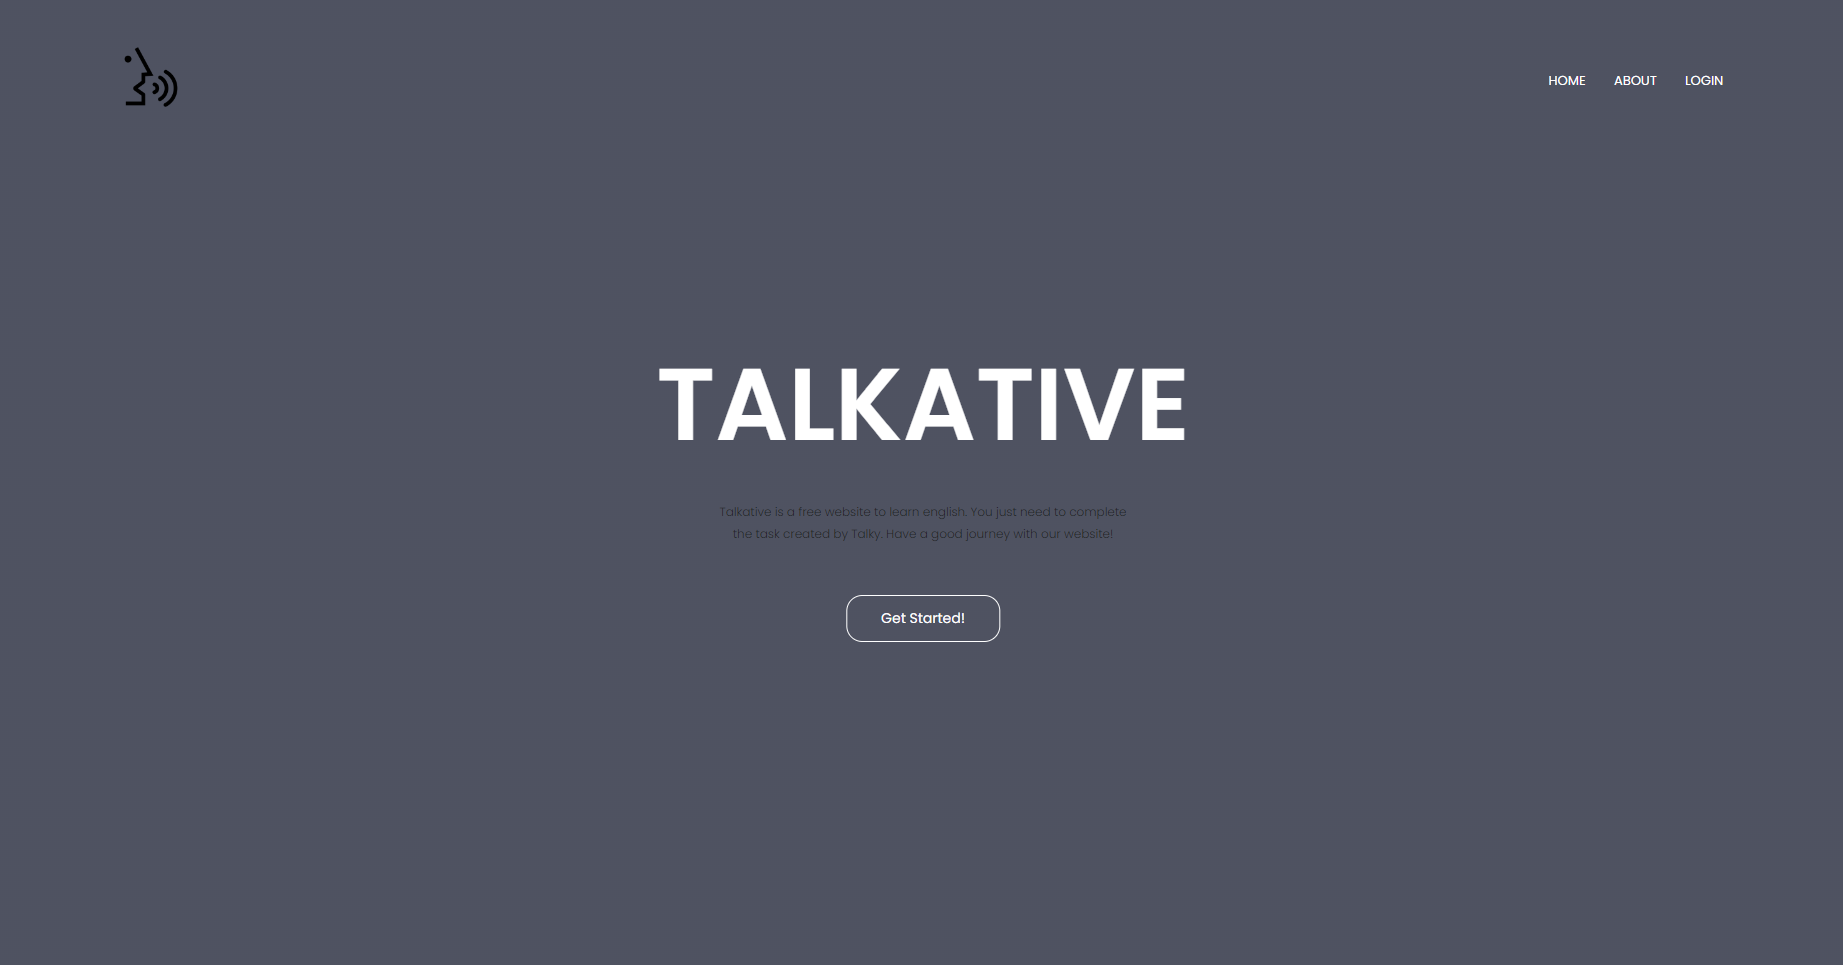 HOME ABOUT LOGIN
TALKATIVE
Talkative is a free website to learn english. You just need to complete
the task created by Talky. Have a good journey with our website!
Get Started!